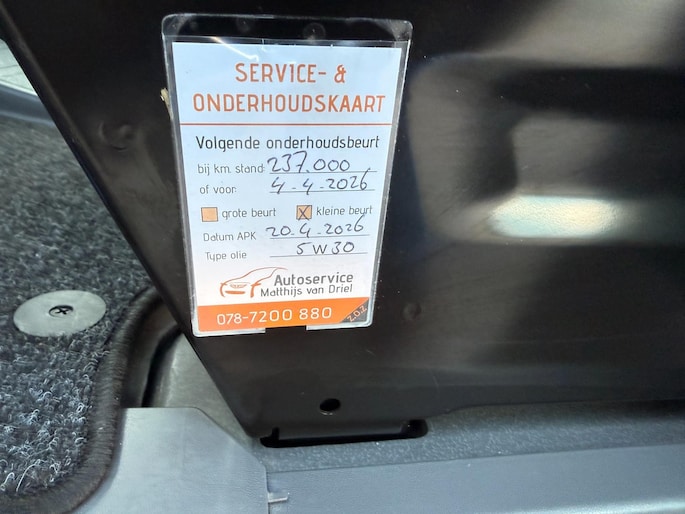 SERVICE- &
ONDERHOUDSKAART
Volgende onderhoudsbeurt
bij km. stand: 237.000
of voor: 4-4-2026
grote beurt X kleine beurt
Datum APK 20-4-2026
Type olie 5W30
Autoservice
Matthijs van Driel
078-7200 880
z.o.z